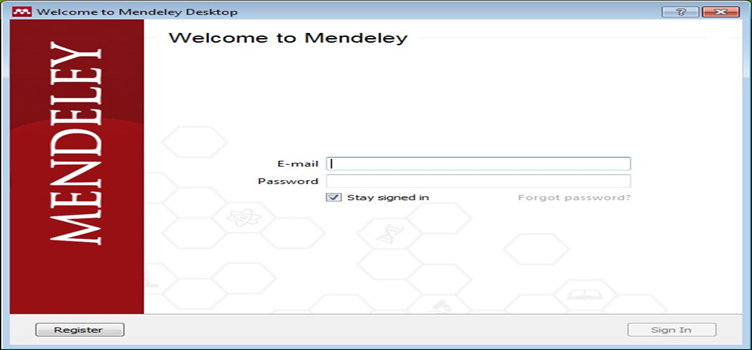 Welcome to Mendeley Desktop
Welcome to Mendeley
MENDELEY
E-mail
Password
Stay signed in
Forgot password?
Register
Sign In